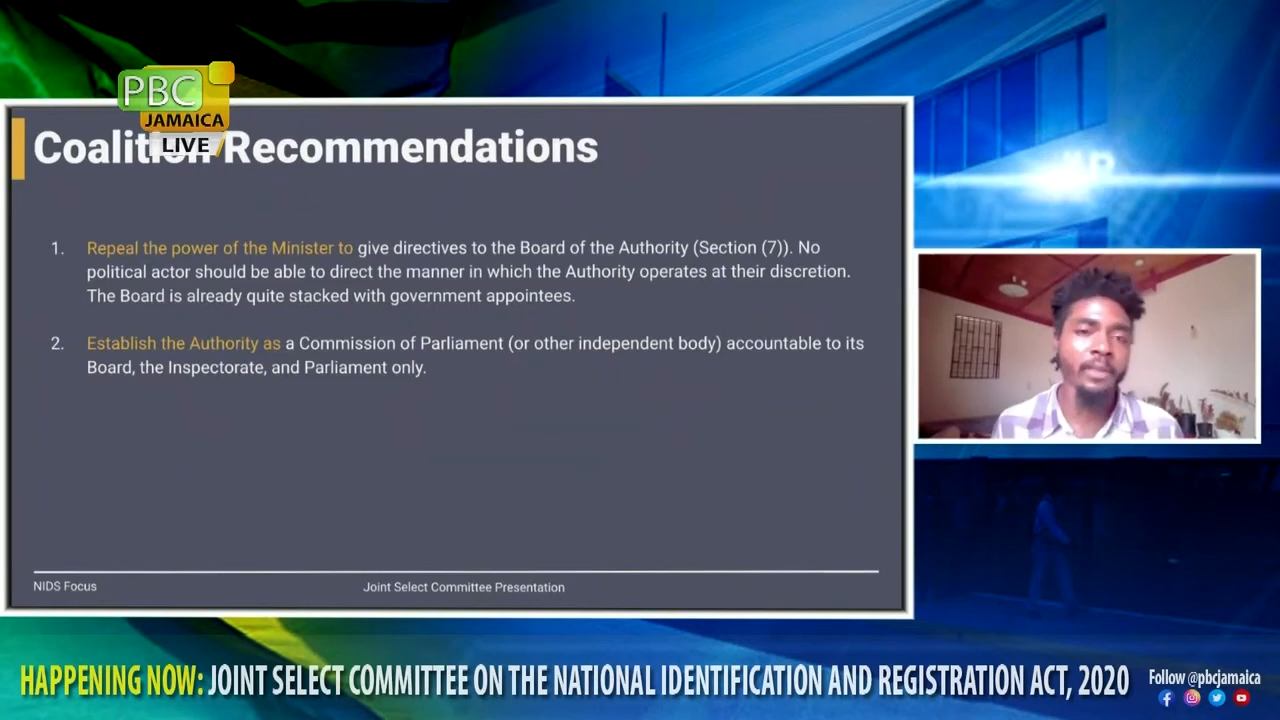 PBC
JAMAICA
LIVE
Coalition Recommendations
1. Repeal the power of the Minister to give directives to the Board of the Authority (Section (7)). No
political actor should be able to direct the manner in which the Authority operates at their discretion.
The Board is already quite stacked with government appointees.
2. Establish the Authority as a Commission of Parliament (or other independent body) accountable to its
Board, the Inspectorate, and Parliament only.
NIDS Focus
Joint Select Committee Presentation
HAPPENING NOW: JOINT SELECT COMMITTEE ON THE NATIONAL IDENTIFICATION AND REGISTRATION ACT, 2020
Follow @pbcjamaica